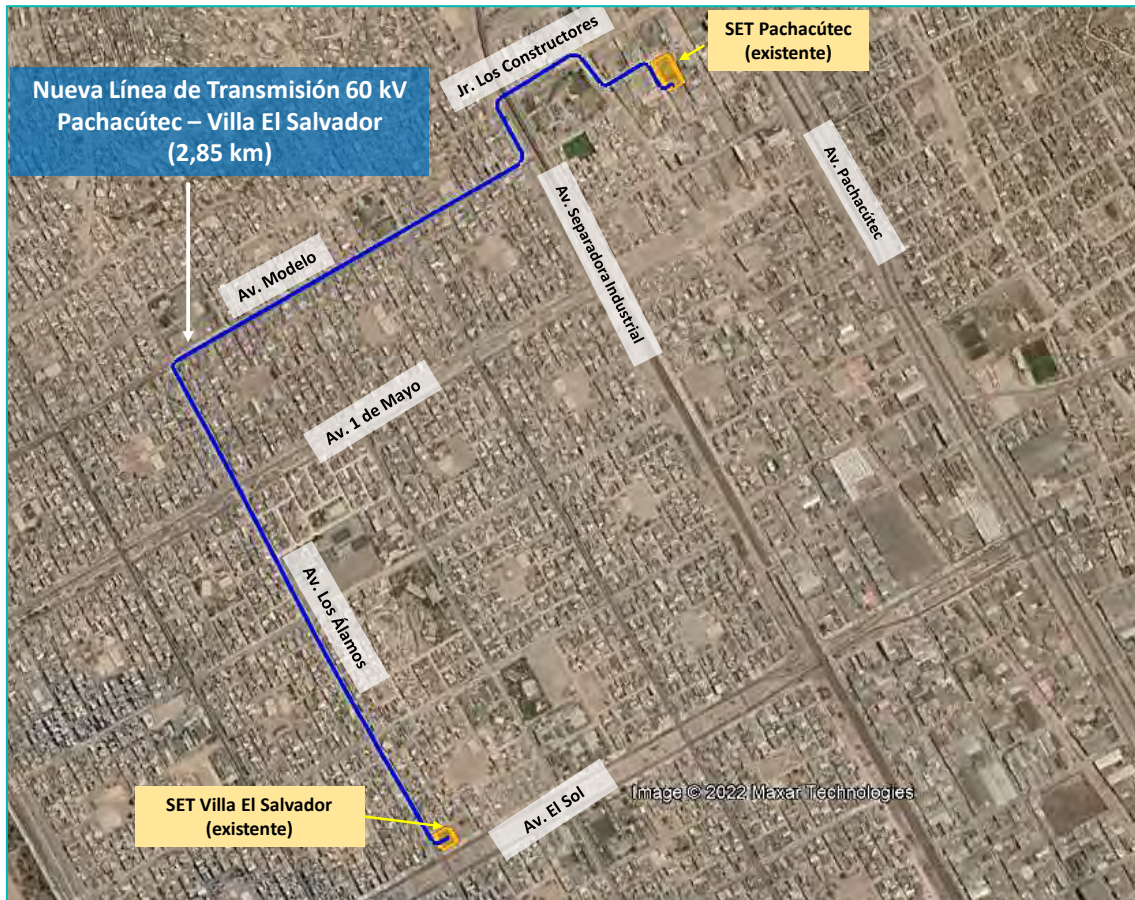 SET Pachacútec
(existente)
Jr. Los Constructores
Nueva Línea de Transmisión 60 kV
Pachacútec – Villa El Salvador
(2,85 km)
Av. Pachacútec
Av. Separadora Industrial
Av. Modelo
Av. 1 de Mayo
Av. Los Álamos
SET Villa El Salvador
(existente)
Av. El Sol
Image © 2022 Maxar Technologies